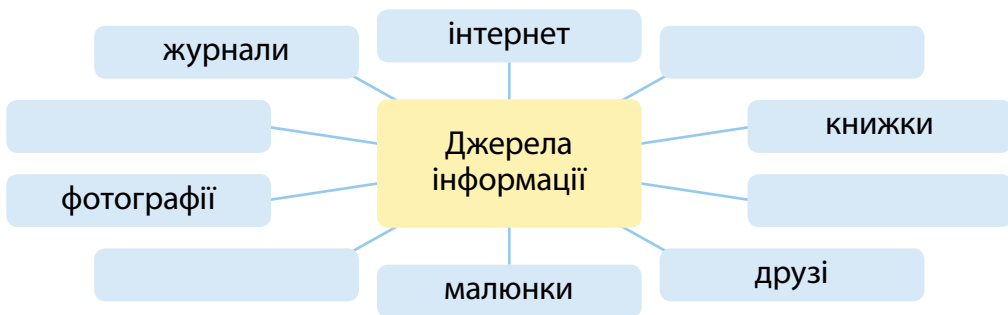 інтернет
журнали
книжки
Джерела
інформації
фотографії
друзі
малюнки